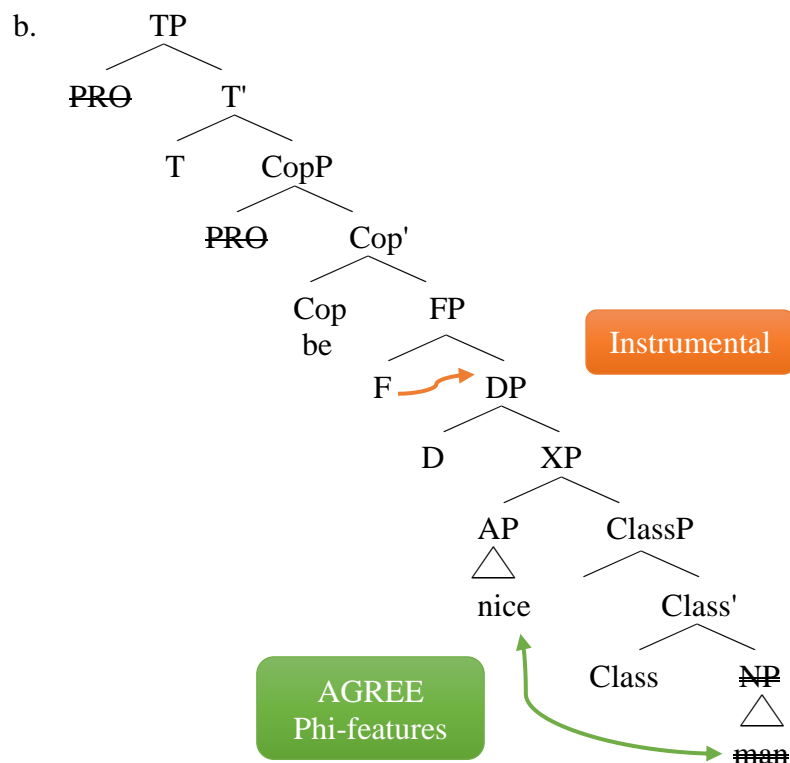 b.
TP
PRO T'
T CopP
PRO Cop'
Cop FP
be
Instrumental
F DP
D XP
AP ClassP
nice Class'
Class NP
AGREE
Phi-features
man